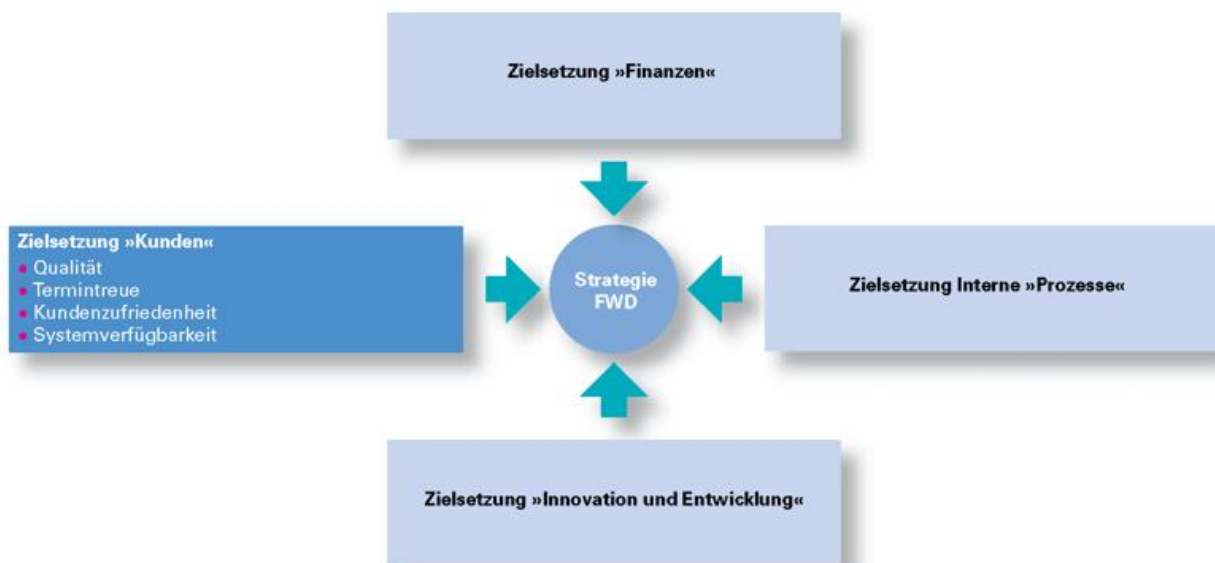 Zielsetzung »Finanzen«
Zielsetzung »Kunden«
• Qualität
• Termintreue
• Kundenzufriedenheit
• Systemverfügbarkeit
Strategie
FWD
Zielsetzung Interne »Prozesse«
Zielsetzung »Innovation und Entwicklung«